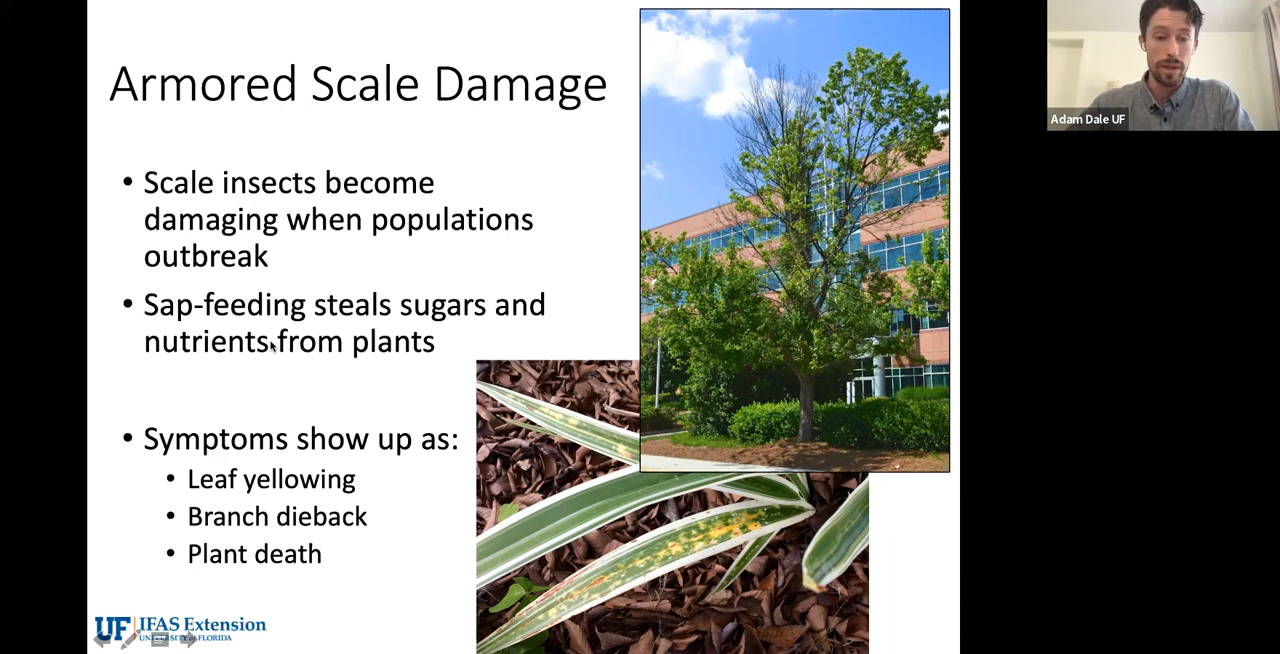 Armored Scale Damage
• Scale insects become
damaging when populations
outbreak
• Sap-feeding steals sugars and
nutrients from plants
• Symptoms show up as:
• Leaf yellowing
• Branch dieback
• Plant death
UF IFAS Extension
UNIVERSITY of FLORIDA
Adam Dale UF